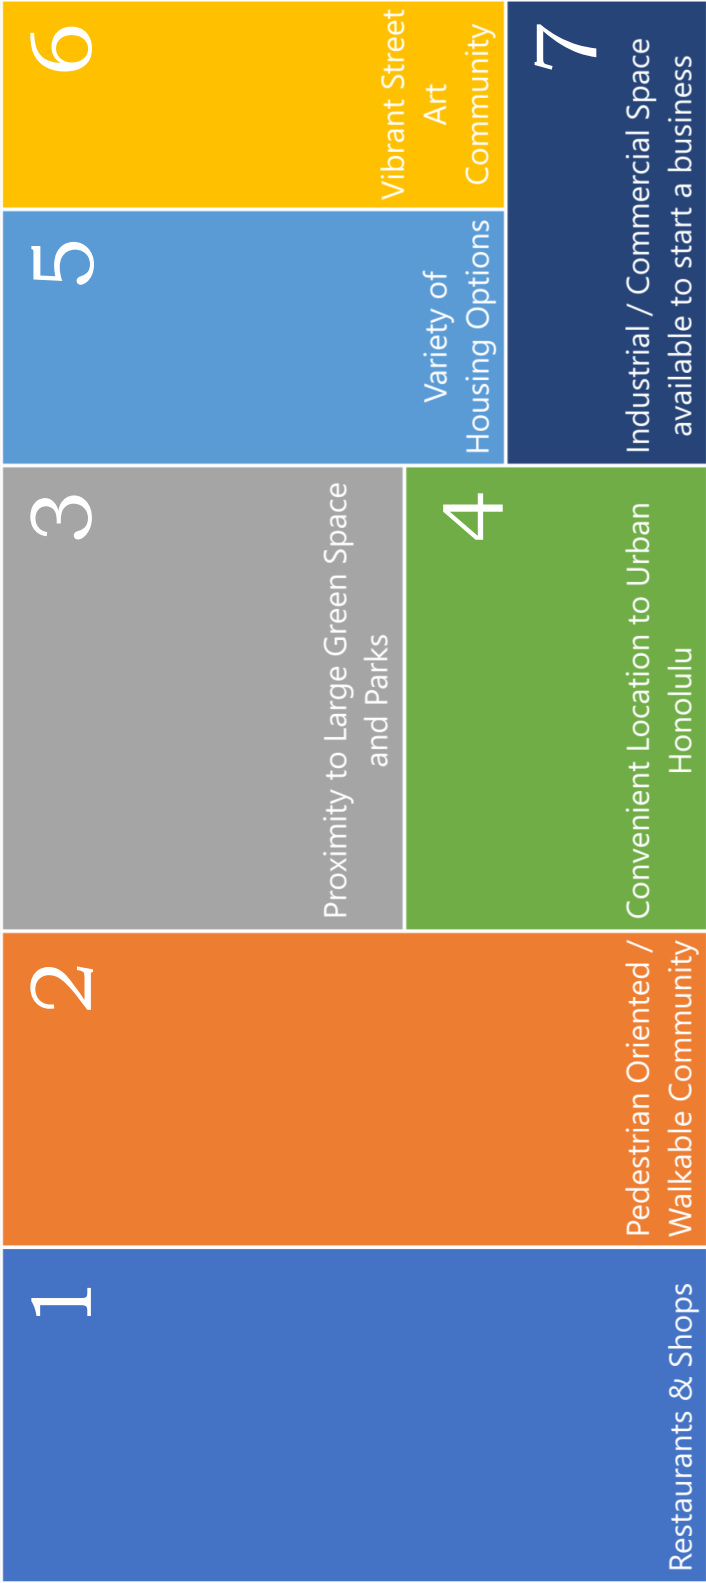 1
Restaurants & Shops
2
Pedestrian Oriented /
Walkable Community
3
Proximity to Large Green Space
and Parks
4
Convenient Location to Urban
Honolulu
5
Variety of
Housing Options
6
Vibrant Street
Art
Community
7
Industrial / Commercial Space
available to start a business